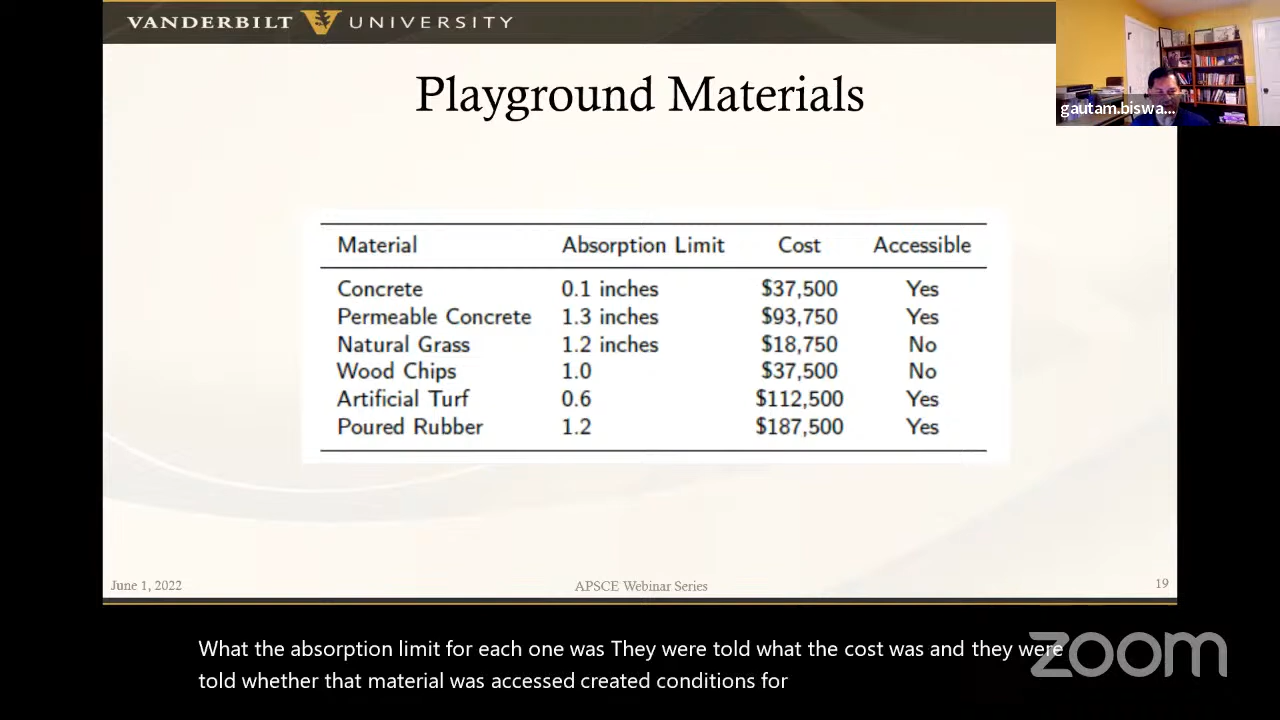 VANDERBILT UNIVERSITY
gautam.biswa...
Playground Materials
Material Absorption Limit Cost Accessible
Concrete 0.1 inches $37,500 Yes
Permeable Concrete 1.3 inches $93,750 Yes
Natural Grass 1.2 inches $18,750 No
Wood Chips 1.0 $37,500 No
Artificial Turf 0.6 $112,500 Yes
Poured Rubber 1.2 $187,500 Yes
June 1, 2022 APSCE Webinar Series 19
What the absorption limit for each one was They were told what the cost was and they were
told whether that material was accessed created conditions for
zoom